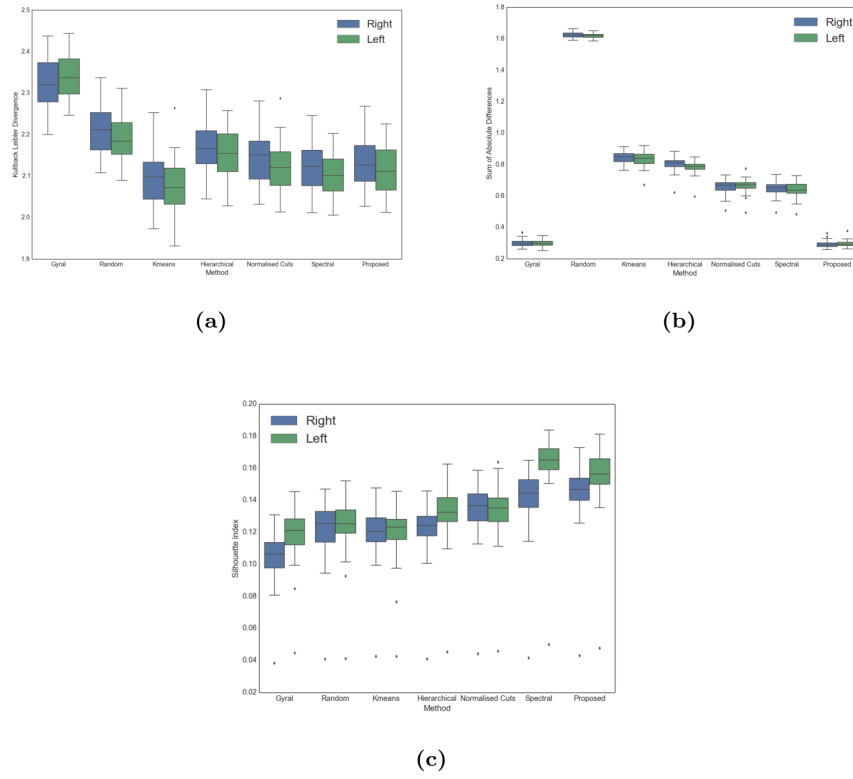 2.5
2.4
2.3
2.2
2.2
2.1
2.0
1.9
Kullback Leibler Divergence
Right
Left
Gyral Random Kmeans Hierarchical Normalised Cuts Spectral Proposed
Method
(a)
1.8
1.6
1.4
1.2
1.0
0.8
0.6
0.4
0.2
Sum of Absolute Differences
Right
Left
Gyral Random Kmeans Hierarchical Normalised Cuts Spectral Proposed
Method
(b)
0.20
0.18
0.16
0.14
0.12
0.10
0.08
0.06
0.04
0.02
Silhouette index
Right
Left
Gyral Random Kmeans Hierarchical Normalised Cuts Spectral Proposed
Method
(c)